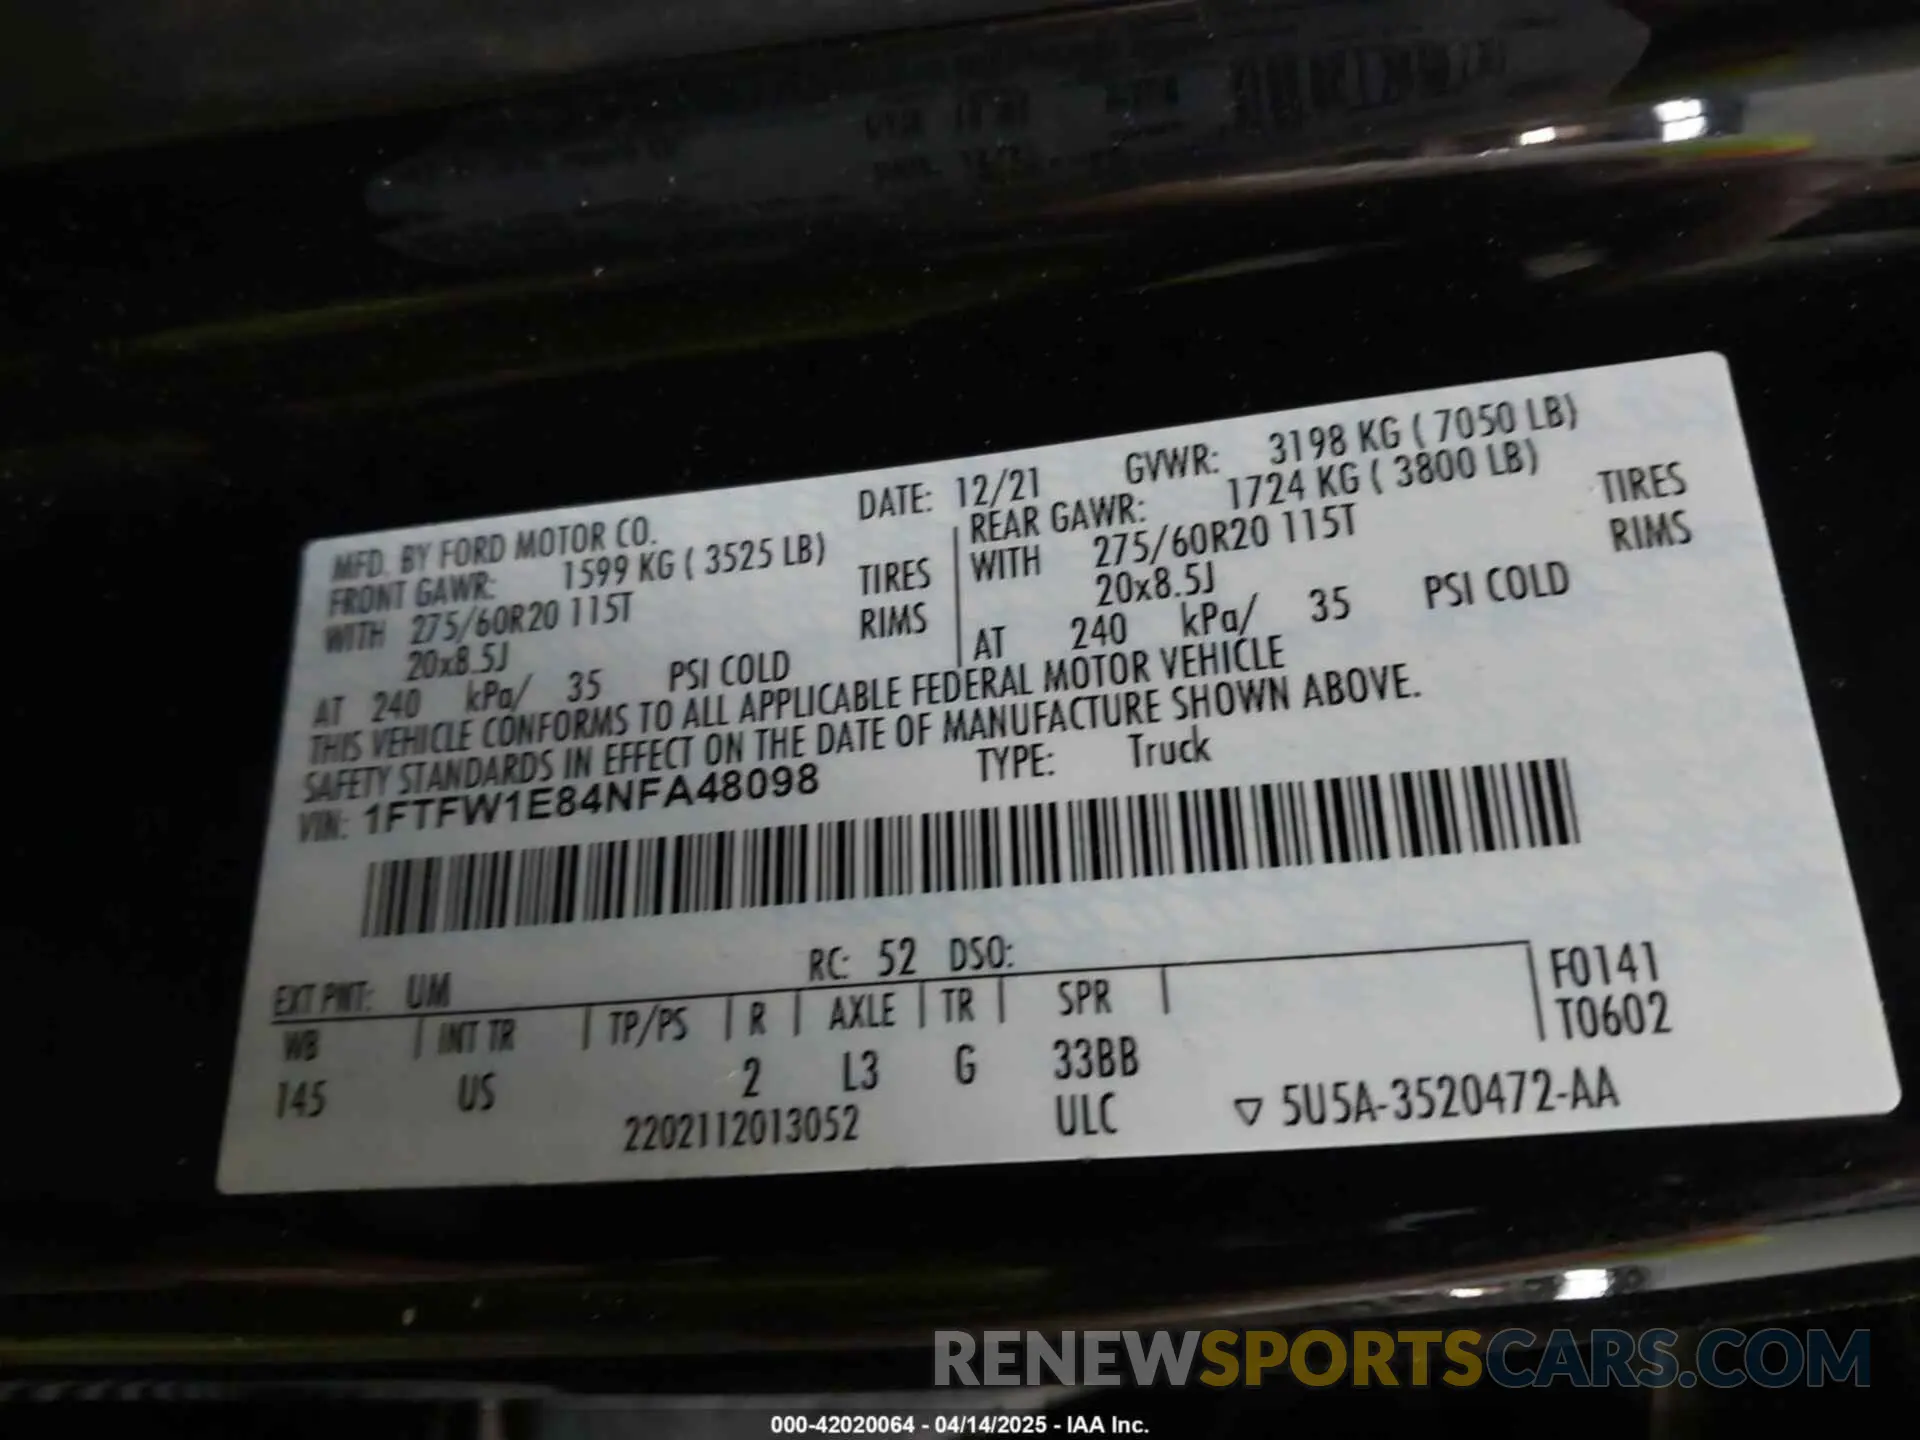 MFD. BY FORD MOTOR CO. DATE: 12/21 GVWR: 3198 KG ( 7050 LB)
FRONT GAWR: 1599 KG ( 3525 LB) REAR GAWR: 1724 KG ( 3800 LB)
WITH 275/60R20 115T TIRES WITH 275/60R20 115T TIRES
20x8.5J RIMS 20x8.5J RIMS
AT 240 kPa/ 35 PSI COLD AT 240 kPa/ 35 PSI COLD
THIS VEHICLE CONFORMS TO ALL APPLICABLE FEDERAL MOTOR VEHICLE
SAFETY STANDARDS IN EFFECT ON THE DATE OF MANUFACTURE SHOWN ABOVE.
VIN: 1FTFW1E84NFA48098 TYPE: Truck
EXT PNT: UM RC: 52 DSO: F0141
WB INT TR TP/PS R AXLE TR SPR T0602
145 US 2 L3 G 33BB
2202112013052 ULC ▽ 5U5A-3520472-AA
RENEWSPORTSCARS.COM
000-42020064 - 04/14/2025 - IAA Inc.